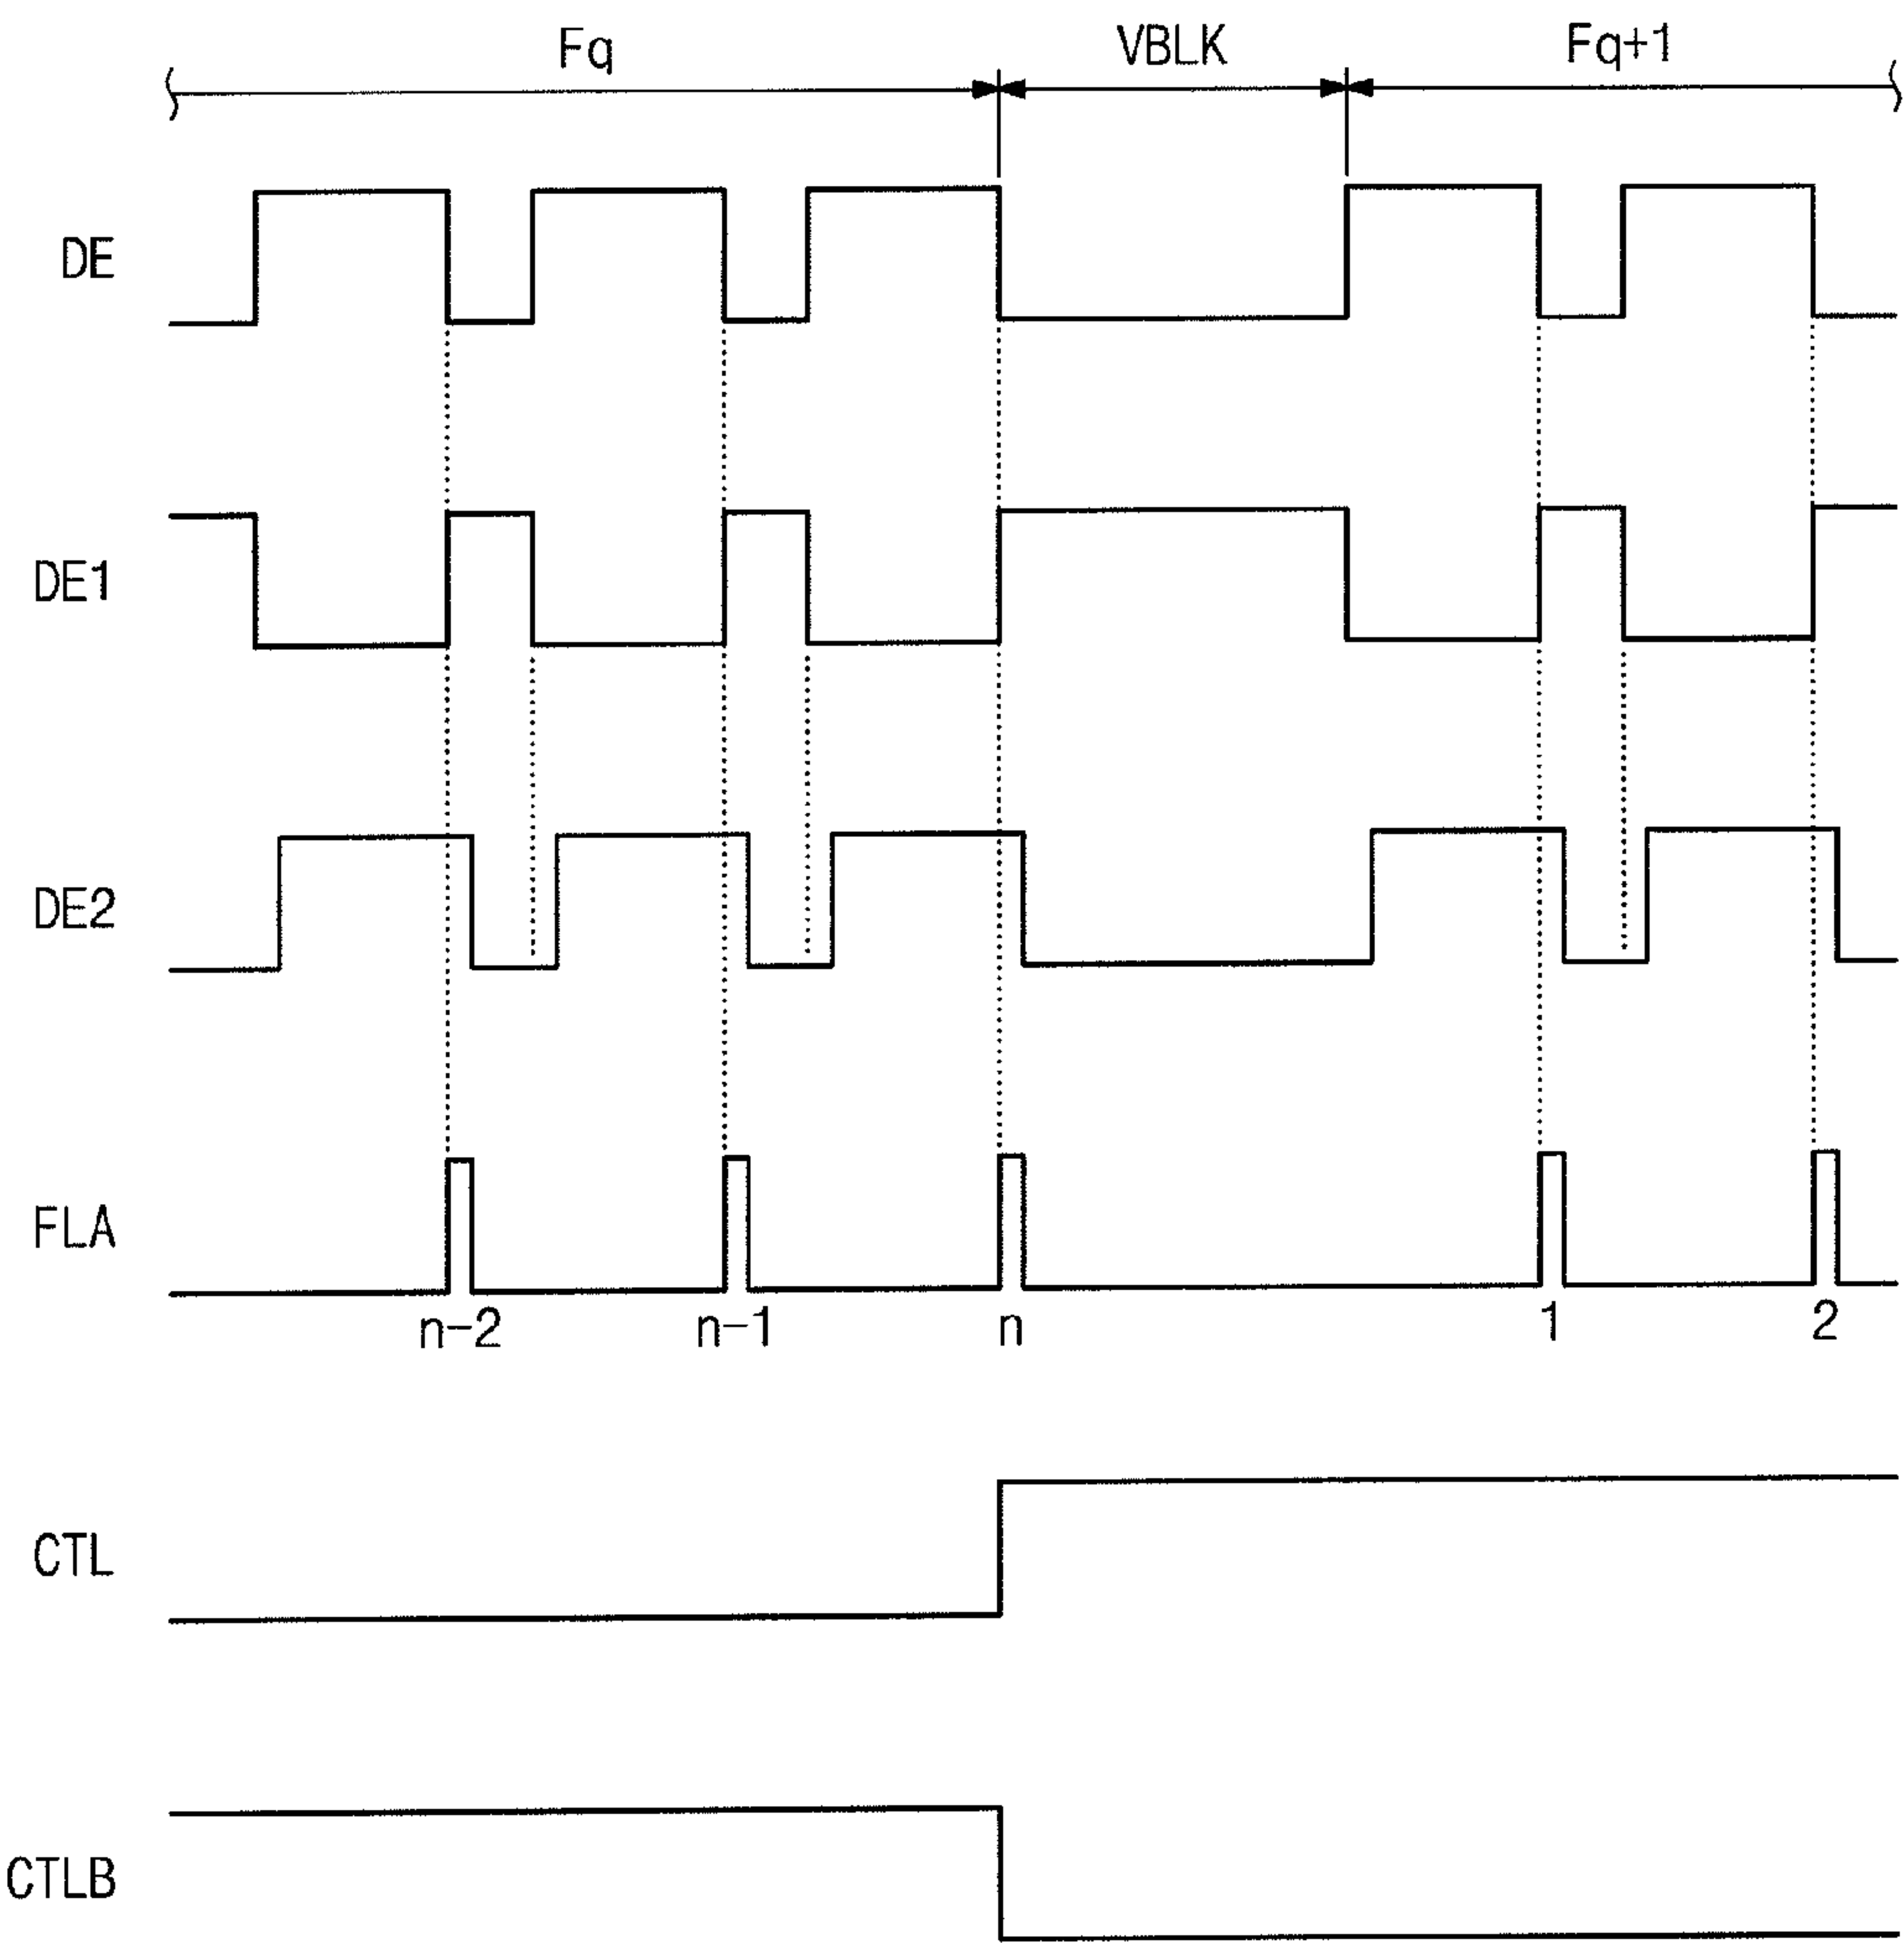 Fq VBLK Fq+1
DE
DE1
DE2
FLA
n-2 n-1 n 1 2
CTL
CTLB